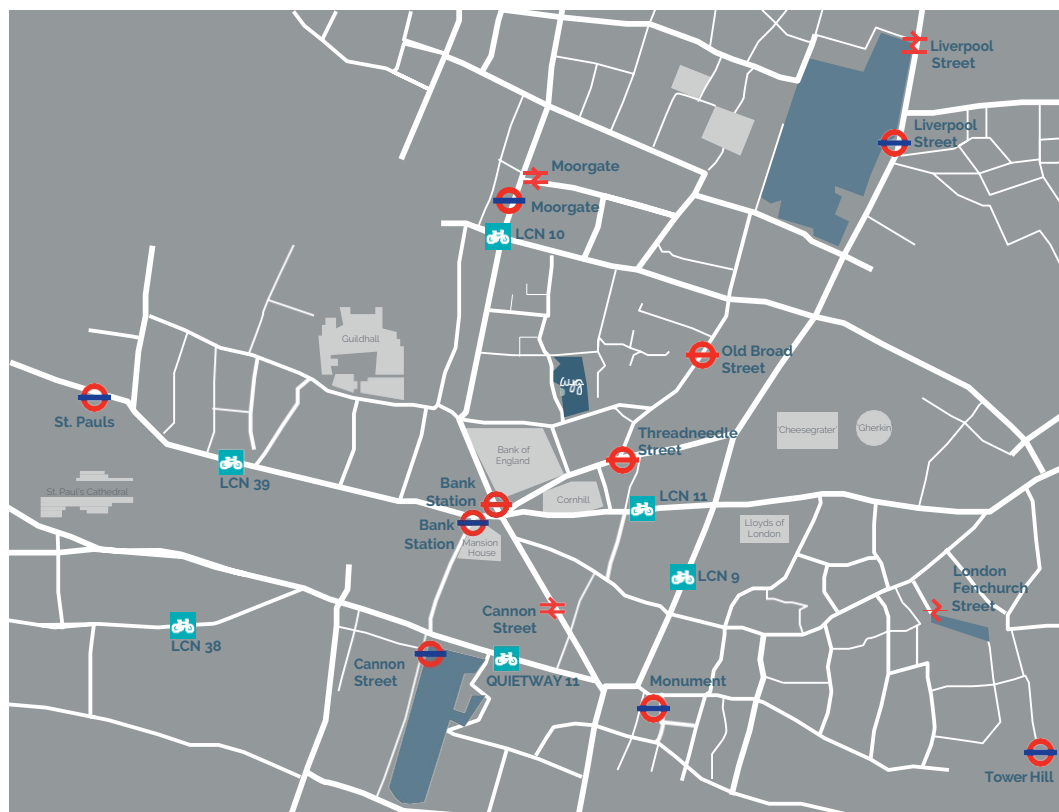 Liverpool
Street
Liverpool
Street
Moorgate
Moorgate
LCN 10
Guildhall
Old Broad
Street
wyg
St. Pauls
'Cheesegrater'
'Gherkin
Threadneedle
Street
Bank of
England
LCN 39
St. Paul's Cathedral
Bank
Station
Cornhill
LCN 11
Bank
Station
Mansion
House
Lloyds of
London
LCN 9
London
Fenchurch
Street
Cannon
Street
LCN 38
Cannon
Street
QUIETWAY 11
Monument
Tower Hill